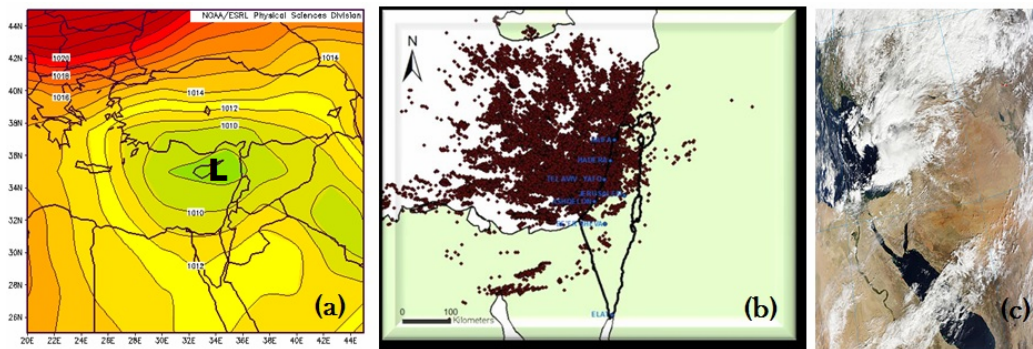 NOAA/ESRL Physical Sciences Division
44N
42N
40N
38N
36N
34N
32N
30N
28N
26N
1020
1018
1016
1016
1014
1012
1010
1010
1012
L
(a)
20E 22E 24E 26E 28E 30E 32E 34E 36E 38E 40E 42E 44E
N
HADERA
TEL AVIV - YAFO
ELAT
0 100
Kilometers
(b)
(c)